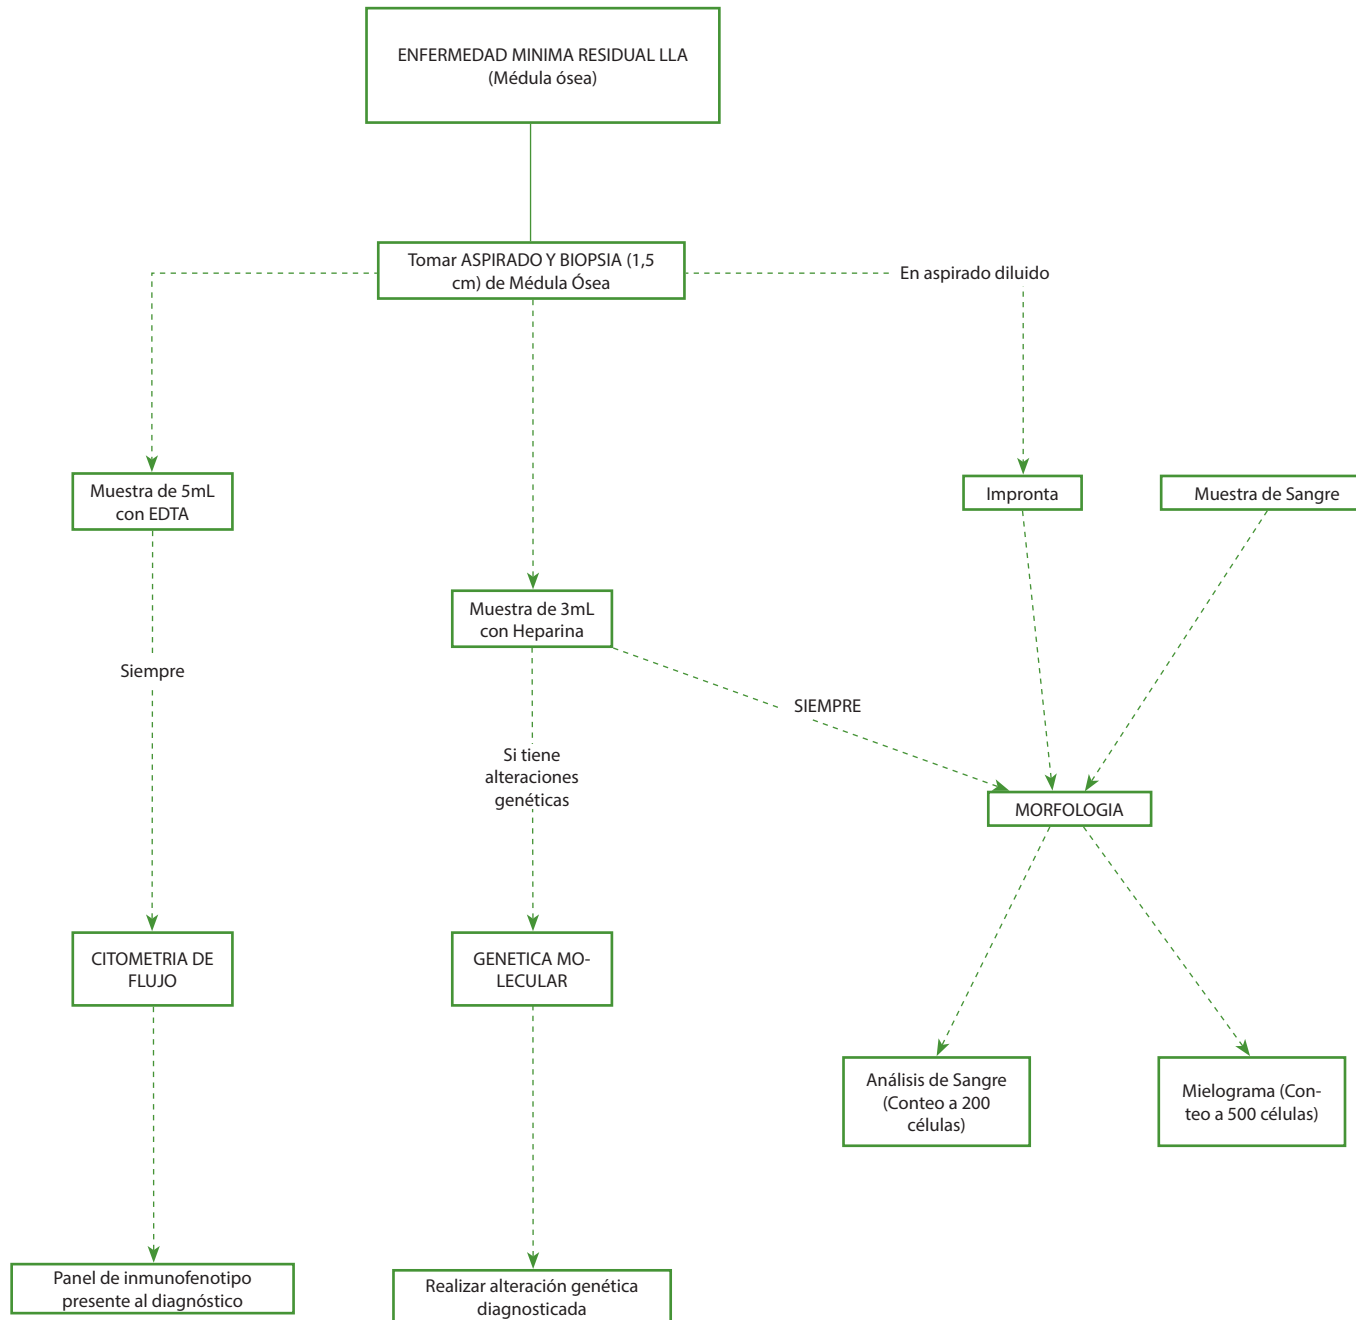 ENFERMEDAD MINIMA RESIDUAL LLA
(Médula ósea)
Tomar ASPIRADO Y BIOPSIA (1,5
cm) de Médula Ósea
En aspirado diluido
Muestra de 5mL
con EDTA
Impronta
Muestra de Sangre
Muestra de 3mL
con Heparina
Siempre
SIEMPRE
Si tiene
alteraciones
genéticas
MORFOLOGIA
CITOMETRIA DE
FLUJO
GENETICA MO-
LECULAR
Análisis de Sangre
(Conteo a 200
células)
Mielograma (Con-
teo a 500 células)
Panel de inmunofenotipo
presente al diagnóstico
Realizar alteración genética
diagnosticada